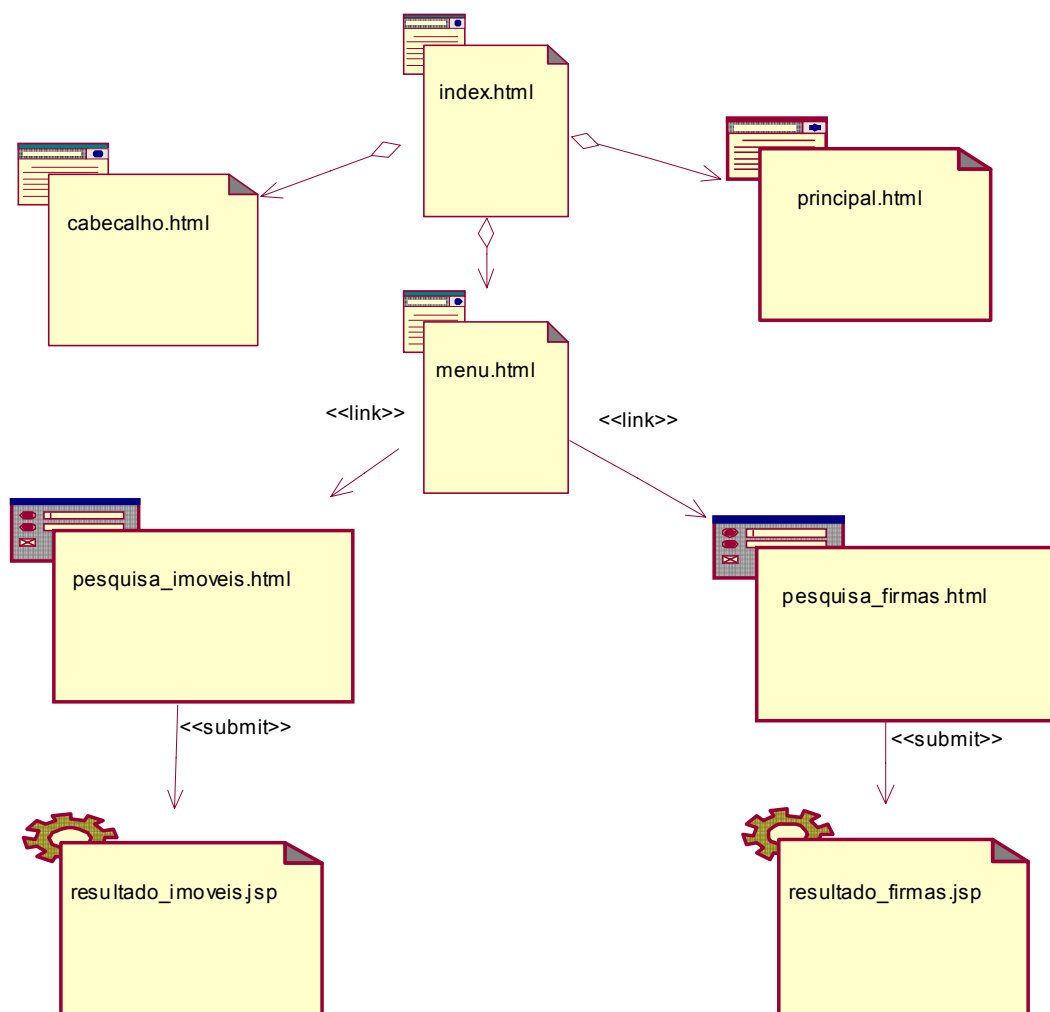 index.html
cabecalho.html
principal.html
menu.html
<<link>>
<<link>>
pesquisa_imoveis.html
pesquisa_firmas.html
<<submit>>
<<submit>>
resultado_imoveis.jsp
resultado_firmas.jsp